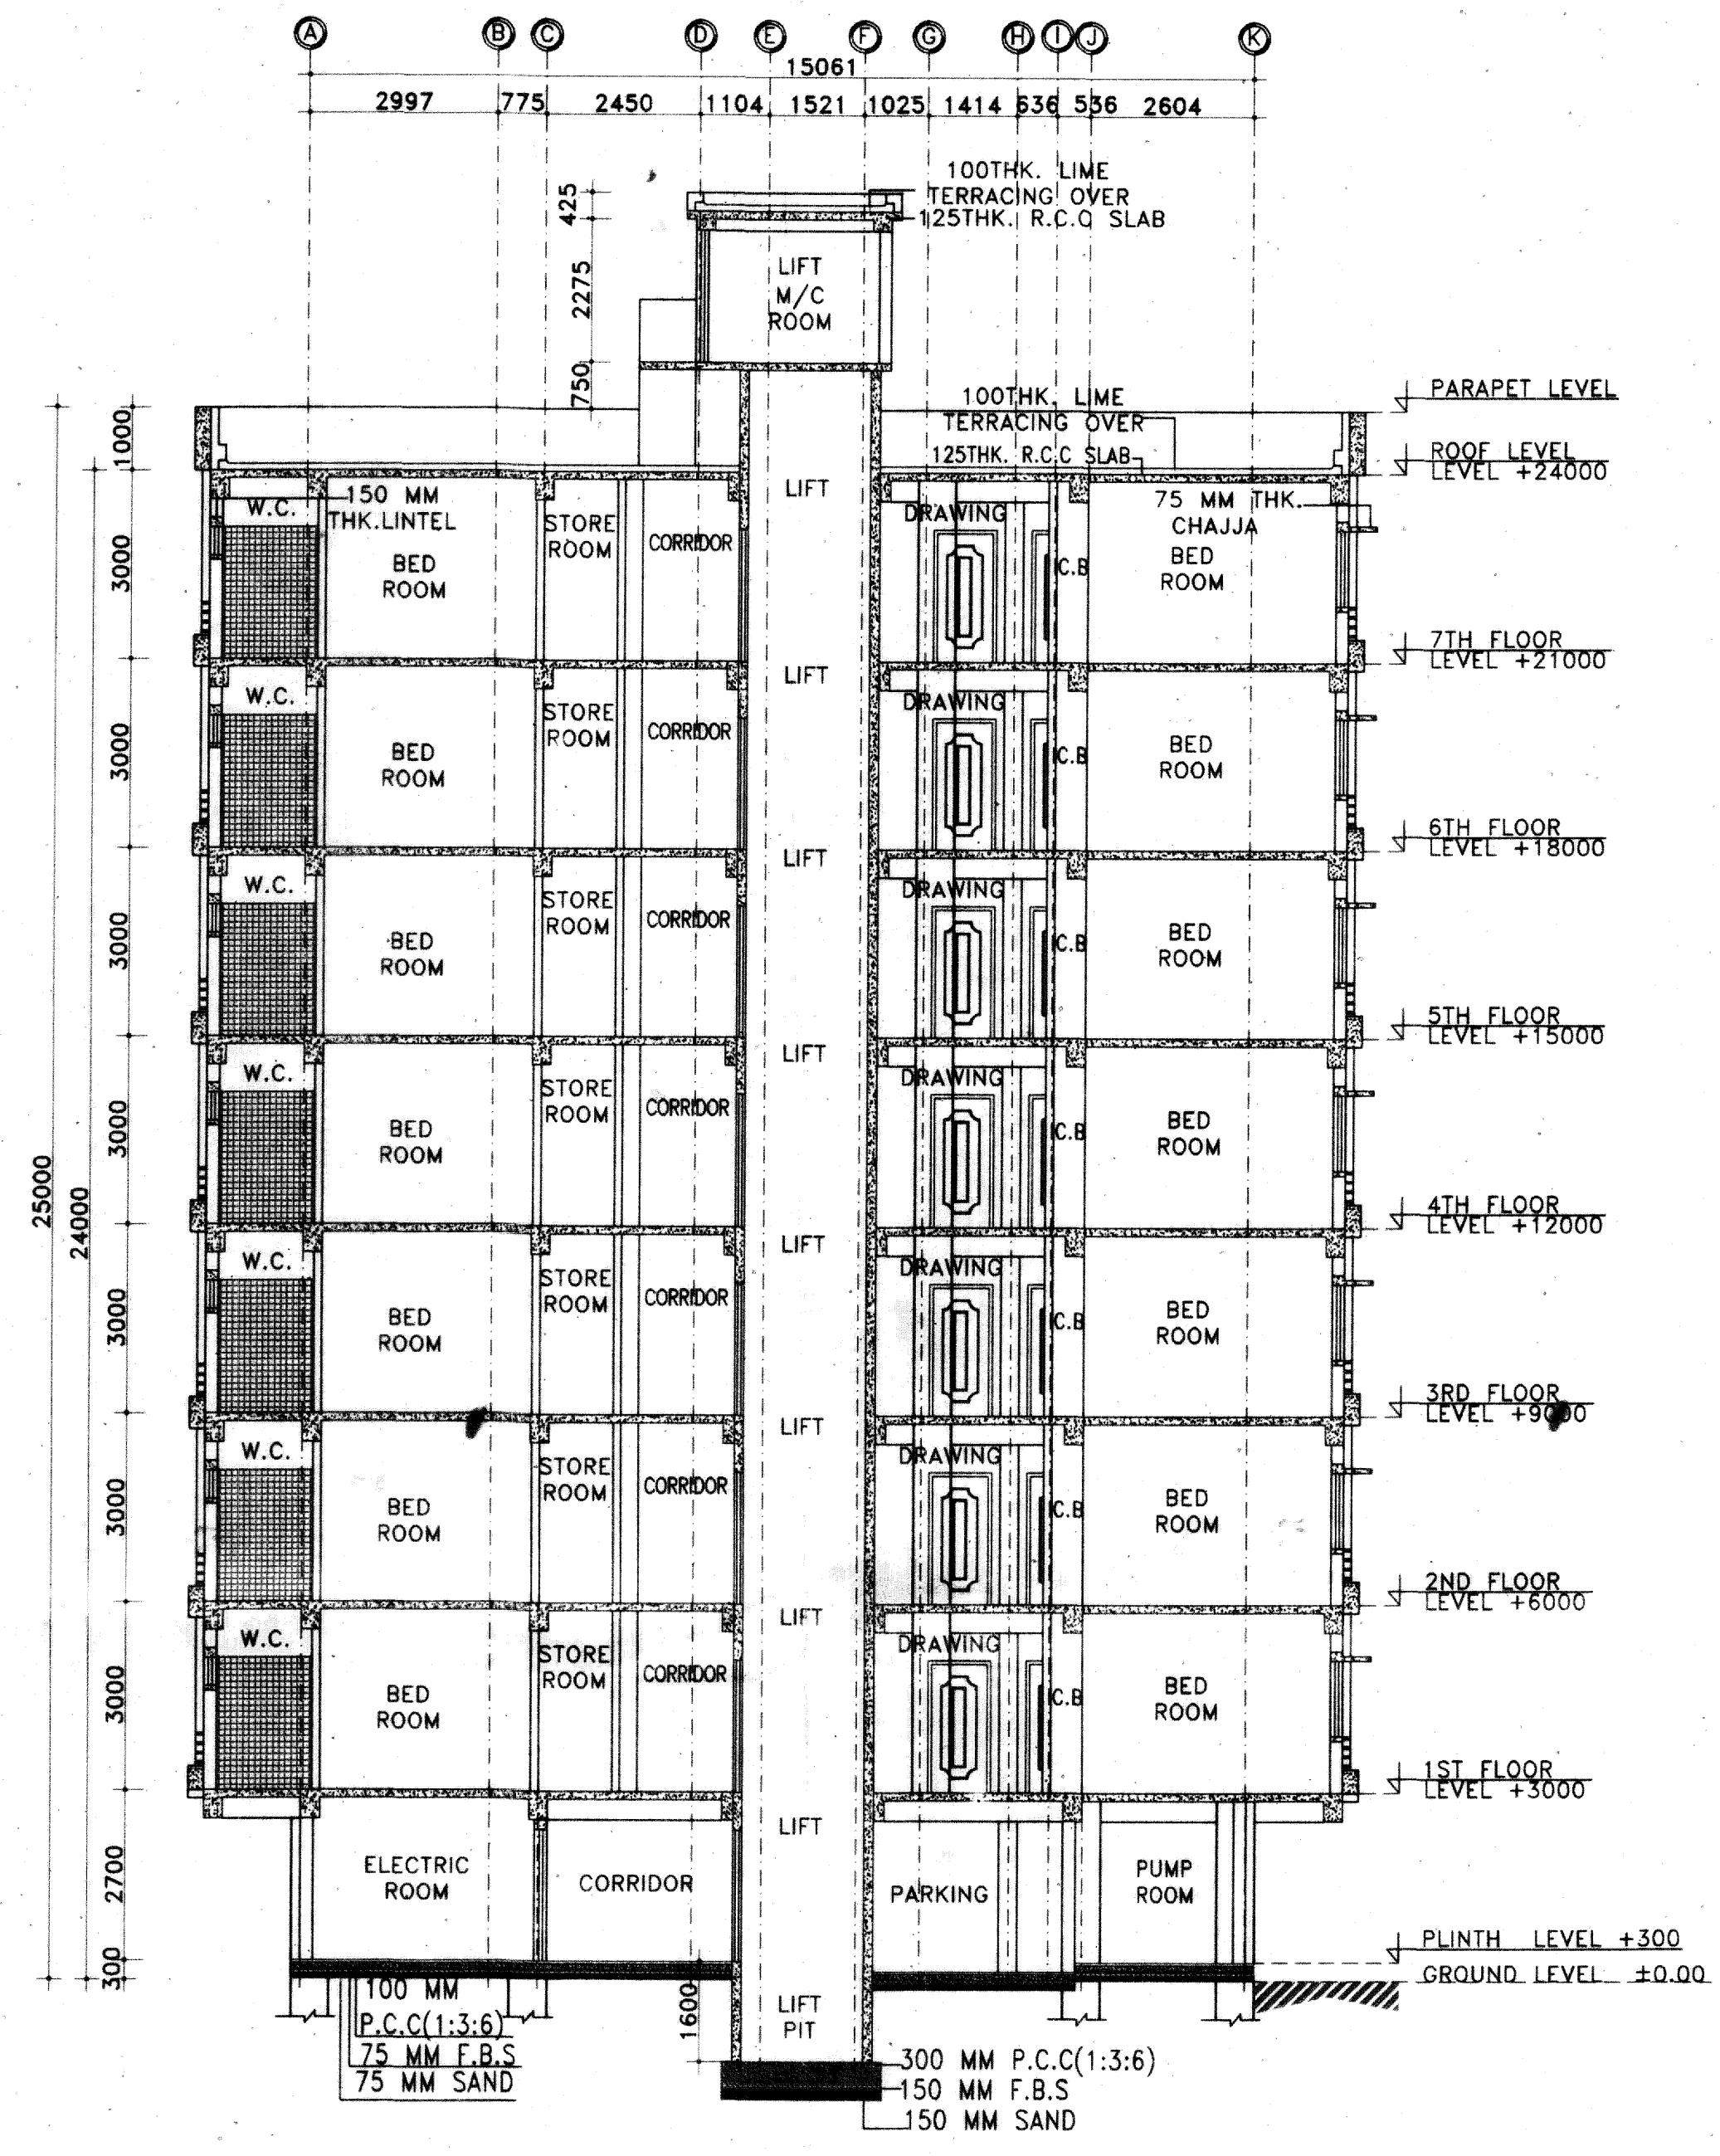 A B C D E F G H I J K
15061
2997 775 2450 1104 1521 1025 1414 636 536 2604
100THK. LIME
TERRACING OVER
125THK. R.C.C SLAB
425
2275
750
LIFT
M/C
ROOM
100THK. LIME
TERRACING OVER
125THK. R.C.C SLAB
PARAPET LEVEL
ROOF LEVEL
LEVEL +24000
1000
W.C.
150 MM
THK.LINTEL
BED
ROOM
STORE
ROOM
CORRIDOR
LIFT
DRAWING
C.B
75 MM THK.
CHAJJA
BED
ROOM
3000
7TH FLOOR
LEVEL +21000
W.C.
BED
ROOM
STORE
ROOM
CORRIDOR
LIFT
DRAWING
C.B
BED
ROOM
3000
6TH FLOOR
LEVEL +18000
W.C.
BED
ROOM
STORE
ROOM
CORRIDOR
LIFT
DRAWING
C.B
BED
ROOM
3000
5TH FLOOR
LEVEL +15000
W.C.
BED
ROOM
STORE
ROOM
CORRIDOR
LIFT
DRAWING
C.B
BED
ROOM
3000
25000
24000
4TH FLOOR
LEVEL +12000
W.C.
BED
ROOM
STORE
ROOM
CORRIDOR
LIFT
DRAWING
C.B
BED
ROOM
3000
3RD FLOOR
LEVEL +9000
W.C.
BED
ROOM
STORE
ROOM
CORRIDOR
LIFT
DRAWING
C.B
BED
ROOM
3000
2ND FLOOR
LEVEL +6000
W.C.
BED
ROOM
STORE
ROOM
CORRIDOR
LIFT
DRAWING
C.B
BED
ROOM
3000
1ST FLOOR
LEVEL +3000
LIFT
2700
ELECTRIC
ROOM
CORRIDOR
PARKING
PUMP
ROOM
PLINTH LEVEL +300
GROUND LEVEL ±0.00
300
100 MM
P.C.C(1:3:6)
75 MM F.B.S
75 MM SAND
1600
LIFT
PIT
300 MM P.C.C(1:3:6)
150 MM F.B.S
150 MM SAND